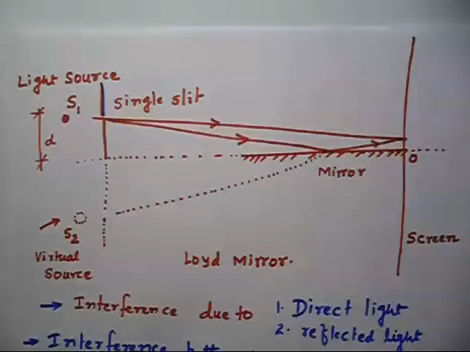 Light Source
S1
Single slit
d
Mirror
O
S2
Virtual
Source
Loyd Mirror.
Screen
→ Interference due to 1. Direct light
2. reflected light
→ Interference